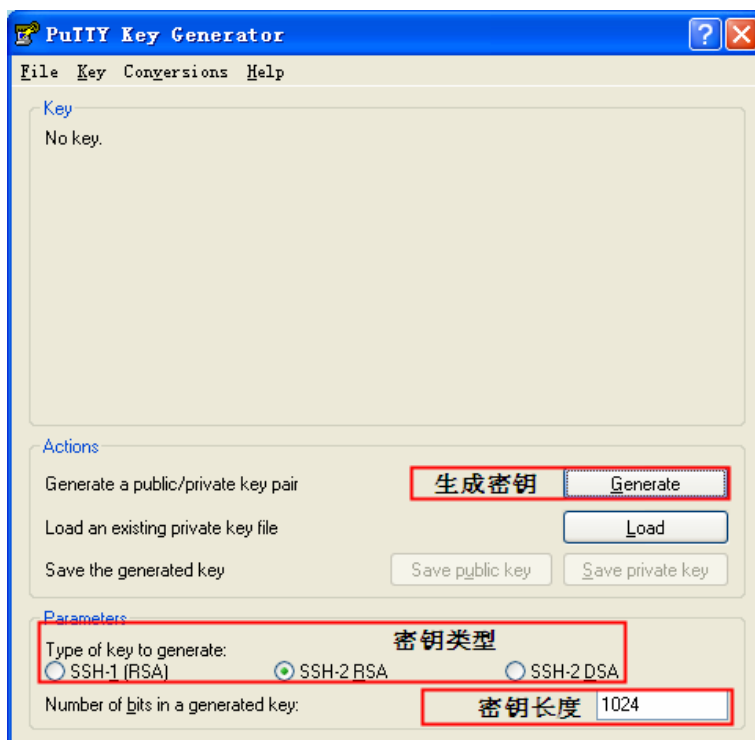 PuTTY Key Generator
File Key Conversions Help
Key
No key.
Actions
Generate a public/private key pair 生成密钥 Generate
Load an existing private key file Load
Save the generated key Save public key Save private key
Parameters
Type of key to generate: 密钥类型
SSH-1 (RSA) SSH-2 RSA SSH-2 DSA
Number of bits in a generated key: 密钥长度 1024